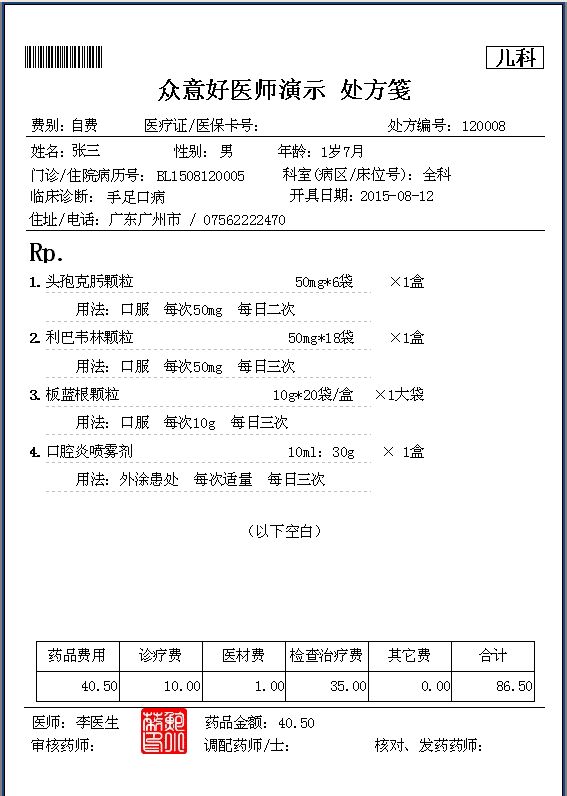 儿科
众意好医师演示 处方笺
费别：自费 医疗证/医保卡号： 处方编号：120008
姓名：张三 性别： 男 年龄：1岁7月
门诊/住院病历号： BL1508120005 科室(病区/床位号)：全科
临床诊断： 手足口病 开具日期：2015-08-12
住址/电话：广东广州市 / 07562222470
Rp.
1. 头孢克肟颗粒 50mg*6袋 ×1盒
用法：口服 每次50mg 每日二次
2. 利巴韦林颗粒 50mg*18袋 ×1盒
用法：口服 每次50mg 每日三次
3. 板蓝根颗粒 10g*20袋/盒 ×1大袋
用法：口服 每次10g 每日三次
4. 口腔炎喷雾剂 10ml：30g × 1盒
用法：外涂患处 每次适量 每日三次
（以下空白）
药品费用 诊疗费 医材费 检查治疗费 其它费 合计
40.50 10.00 1.00 35.00 0.00 86.50
医师：李医生 药品金额：40.50
审核药师： 调配药师/士： 核对、发药药师：